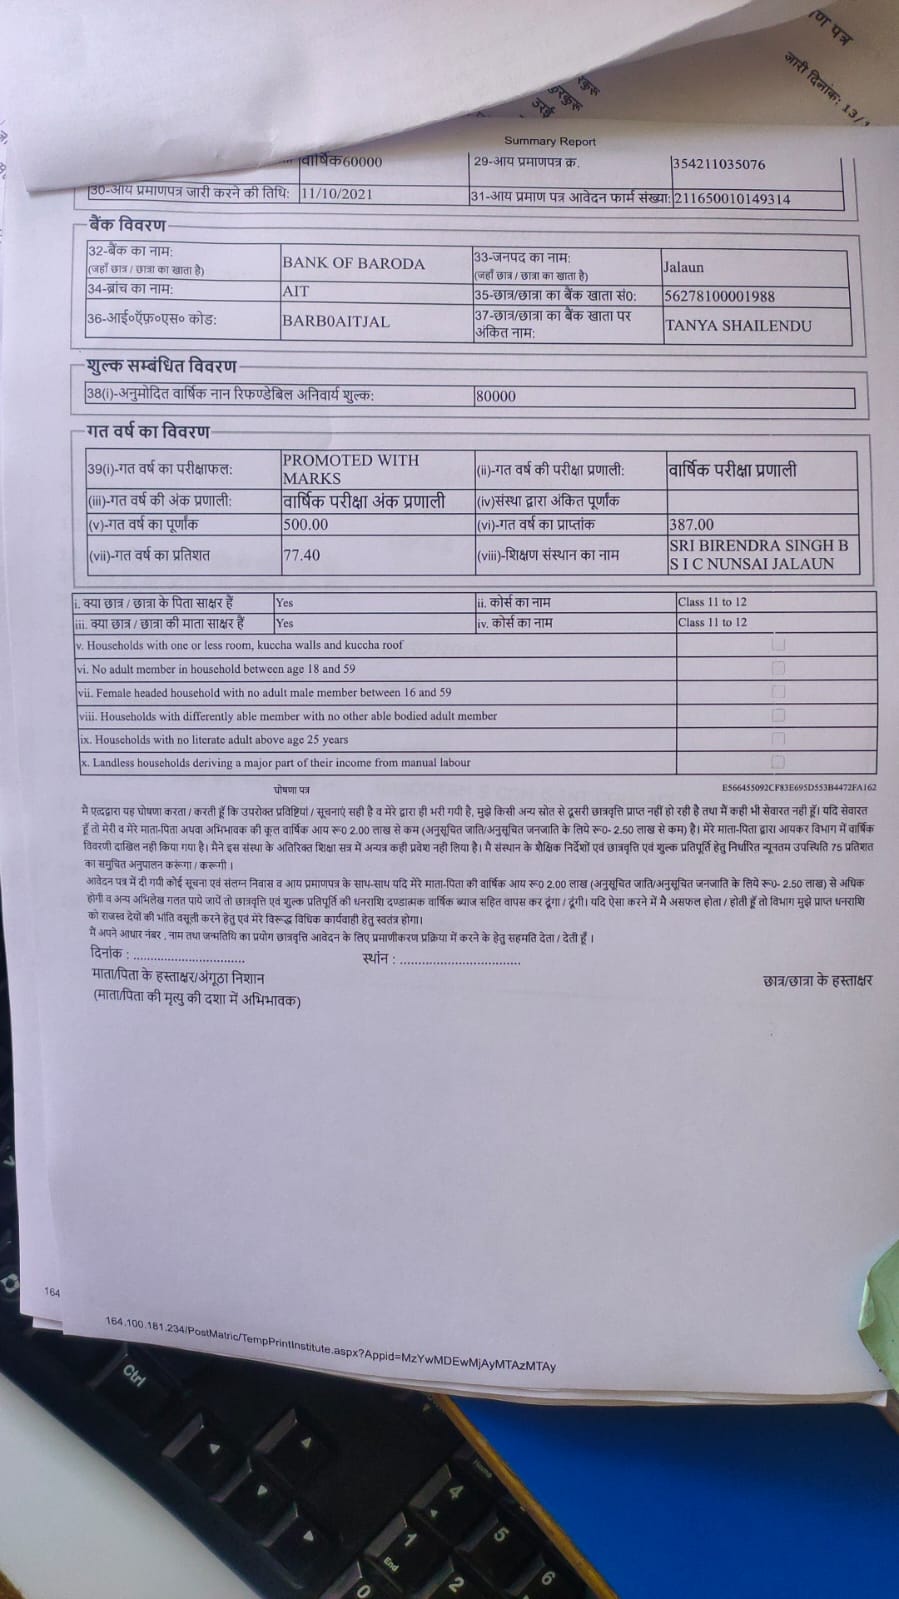 ण पत्र
जारी दिनांक: 13/1
उरई
Summary Report
वार्षिक60000 29-आय प्रमाणपत्र क्र. 354211035076
30-आय प्रमाणपत्र जारी करने की तिथि: 11/10/2021 31-आय प्रमाण पत्र आवेदन फार्म संख्या: 211650010149314
बैंक विवरण
32-बैंक का नाम: (जहाँ छात्र / छात्रा का खाता है) BANK OF BARODA 33-जनपद का नाम: (जहाँ छात्र / छात्रा का खाता है) Jalaun
34-ब्रांच का नाम: AIT 35-छात्र/छात्रा का बैंक खाता सं0: 56278100001988
36-आई०ऍफ़०एस० कोड: BARB0AITJAL 37-छात्र/छात्रा का बैंक खाता पर अंकित नाम: TANYA SHAILENDU
शुल्क सम्बंधित विवरण
38(i)-अनुमोदित वार्षिक नान रिफण्डेबिल अनिवार्य शुल्क: 80000
गत वर्ष का विवरण
39(i)-गत वर्ष का परीक्षाफल: PROMOTED WITH MARKS (ii)-गत वर्ष की परीक्षा प्रणाली: वार्षिक परीक्षा प्रणाली
(iii)-गत वर्ष की अंक प्रणाली: वार्षिक परीक्षा अंक प्रणाली (iv)संस्था द्वारा अंकित पूर्णांक
(v)-गत वर्ष का पूर्णांक 500.00 (vi)-गत वर्ष का प्राप्तांक 387.00
(vii)-गत वर्ष का प्रतिशत 77.40 (viii)-शिक्षण संस्थान का नाम SRI BIRENDRA SINGH B S I C NUNSAI JALAUN
i. क्या छात्र / छात्रा के पिता साक्षर हैं Yes ii. कोर्स का नाम Class 11 to 12
iii. क्या छात्र / छात्रा की माता साक्षर हैं Yes iv. कोर्स का नाम Class 11 to 12
v. Households with one or less room, kuccha walls and kuccha roof
vi. No adult member in household between age 18 and 59
vii. Female headed household with no adult male member between 16 and 59
viii. Households with differently able member with no other able bodied adult member
ix. Households with no literate adult above age 25 years
x. Landless households deriving a major part of their income from manual labour
घोषणा पत्र E566455092CF83E695D553B4472FA162
मै एत्दद्वारा यह घोषणा करता / करती हूँ कि उपरोक्त प्रविष्टियां / सूचनाएं सही है व मेरे द्वारा ही भरी गयी है, मुझे किसी अन्य स्रोत से दूसरी छात्रवृत्ति प्राप्त नहीं हो रही है तथा मैं कही भी सेवारत नही हूँ। यदि सेवारत
हूँ तो मेरी व मेरे माता-पिता अथवा अभिभावक की कुल वार्षिक आय रू0 2.00 लाख से कम (अनुसूचित जाति/अनुसूचित जनजाति के लिये रू0- 2.50 लाख से कम) है। मेरे माता-पिता द्वारा आयकर विभाग में वार्षिक
विवरणी दाखिल नही किया गया है। मैने इस संस्था के अतिरिक्त शिक्षा सत्र में अन्यत्र कही प्रवेश नही लिया है। मै संस्थान के शैक्षिक निर्देशों एवं छात्रवृत्ति एवं शुल्क प्रतिपूर्ति हेतु निर्धारित न्यूनतम उपस्थिति 75 प्रतिशत
का समुचित अनुपालन करूंगा / करूगी ।
आवेदन पत्र में दी गयी कोई सूचना एवं संलग्न निवास व आय प्रमाणपत्र के साथ-साथ यदि मेरे माता-पिता की वार्षिक आय रू0 2.00 लाख (अनुसूचित जाति/अनुसूचित जनजाति के लिये रू0- 2.50 लाख) से अधिक
होगी व अन्य अभिलेख गलत पाये जायें तो छात्रवृत्ति एवं शुल्क प्रतिपूर्ति की धनराशि दण्डात्मक वार्षिक ब्याज सहित वापस कर दूंगा / दूंगी। यदि ऐसा करने में मै असफल होता / होती हूँ तो विभाग मुझे प्राप्त धनराशि
को राजस्व देयों की भांति वसूली करने हेतु एवं मेरे विरूद्ध विधिक कार्यवाही हेतु स्वतंत्र होगा।
मैं अपने आधार नंबर , नाम तथा जन्मतिथि का प्रयोग छात्रवृत्ति आवेदन के लिए प्रमाणीकरण प्रक्रिया में करने के हेतु सहमति देता / देती हूँ ।
दिनांक : .............................. स्थांन : ................................
माता/पिता के हस्ताक्षर/अंगूठा निशान छात्र/छात्रा के हस्ताक्षर
(माता/पिता की मृत्यु की दशा में अभिभावक)
164
164.100.181.234/PostMatric/TempPrintInstitute.aspx?Appid=MzYwMDEwMjAyMTAzMTAy
Ctrl
Home
4
5
6
1
End
2
0